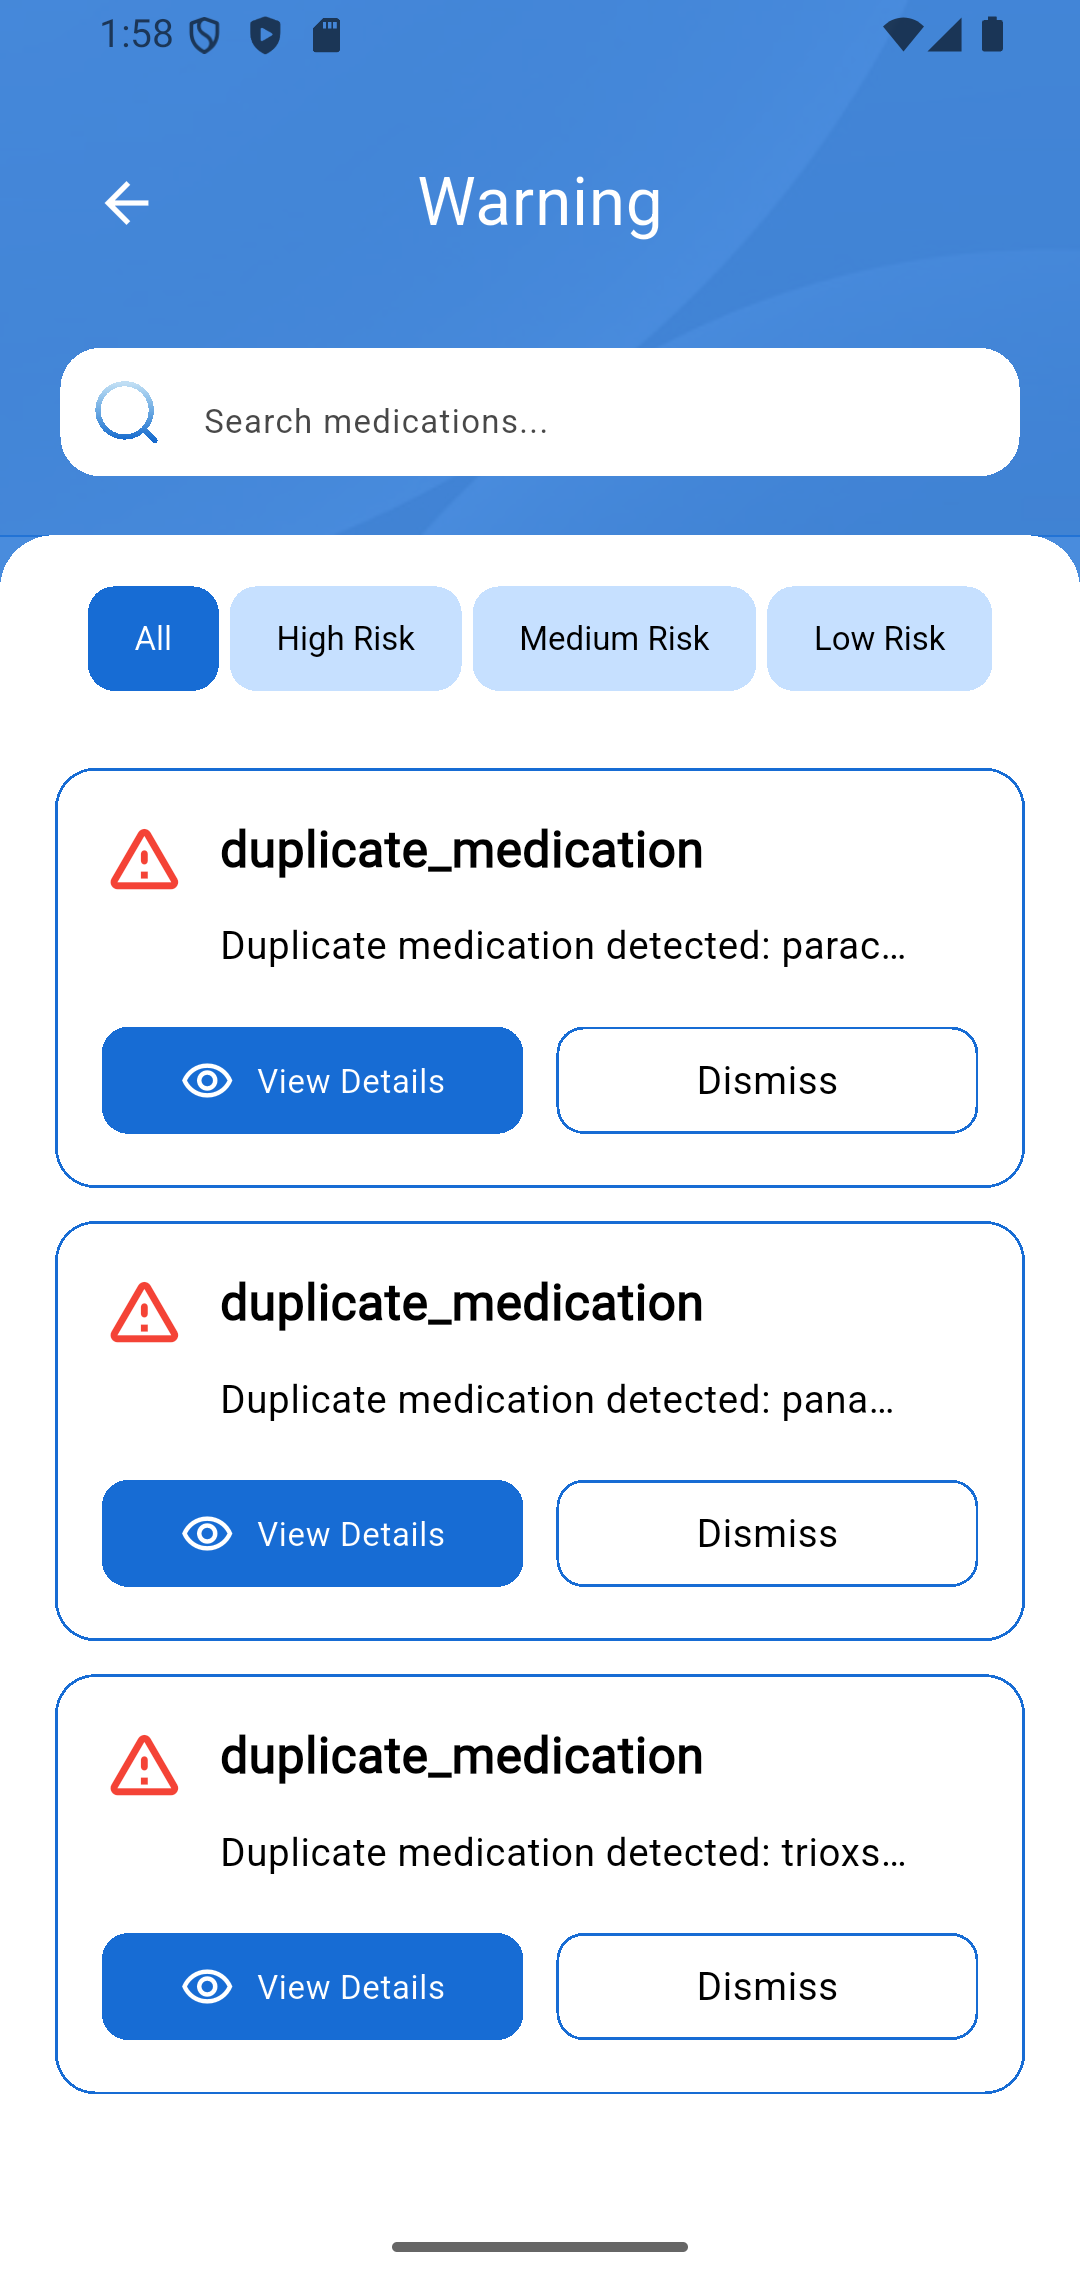 1:58
Warning
Search medications...
All High Risk Medium Risk Low Risk
duplicate_medication
Duplicate medication detected: parac...
View Details Dismiss
duplicate_medication
Duplicate medication detected: pana...
View Details Dismiss
duplicate_medication
Duplicate medication detected: trioxs...
View Details Dismiss